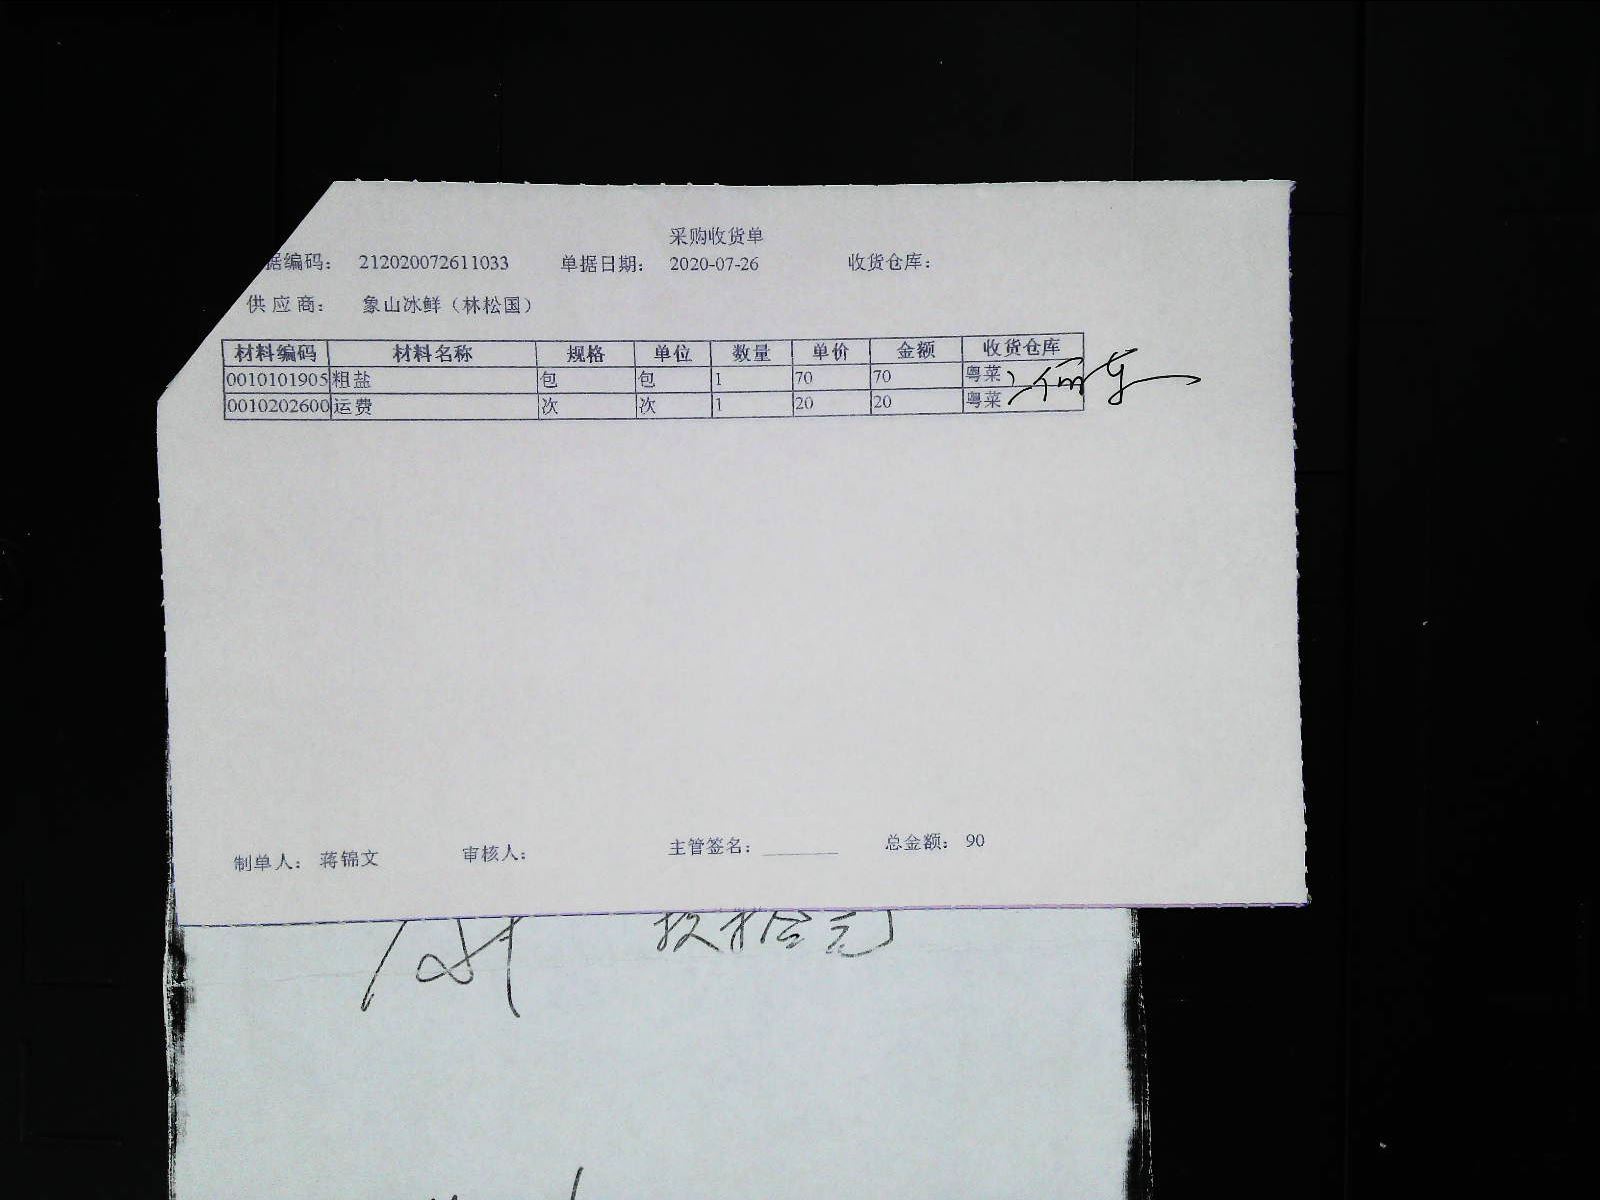 采购收货单
据编码： 212020072611033 单据日期： 2020-07-26 收货仓库：
供应商： 象山冰鲜（林松国）
材料编码 材料名称 规格 单位 数量 单价 金额 收货仓库
0010101905 粗盐 包 包 1 70 70 粤菜
0010202600 运费 次 次 1 20 20 粤菜
制单人： 蒋锦文 审核人： 主管签名：________ 总金额： 90
拾元